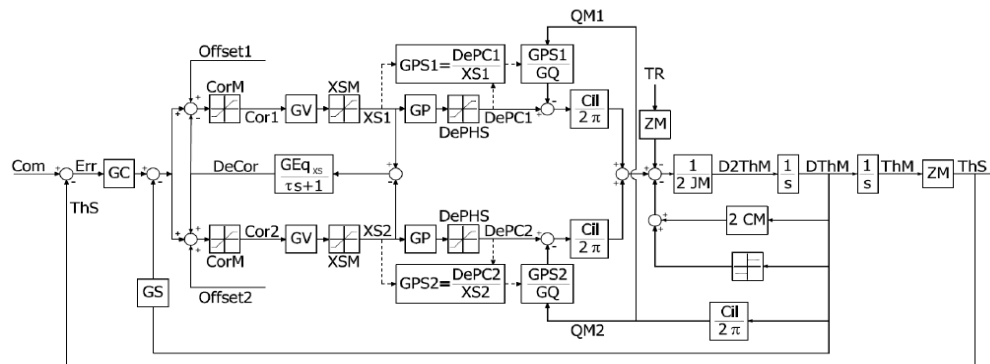 QM1
Offset1
GPS1= DePC1 / XS1
GPS1 / GQ
TR
CorM
XSM
Cor1
GV
XS1
GP
DePHS
DePC1
Cil / 2 π
ZM
Com
Err
GC
DeCor
GEq XS / τs+1
1 / 2 JM
D2ThM
1 / s
DThM
1 / s
ThM
ZM
ThS
ThS
2 CM
Cor2
GV
XS2
GP
DePHS
DePC2
Cil / 2 π
CorM
XSM
GS
Offset2
GPS2= DePC2 / XS2
GPS2 / GQ
QM2
Cil / 2 π